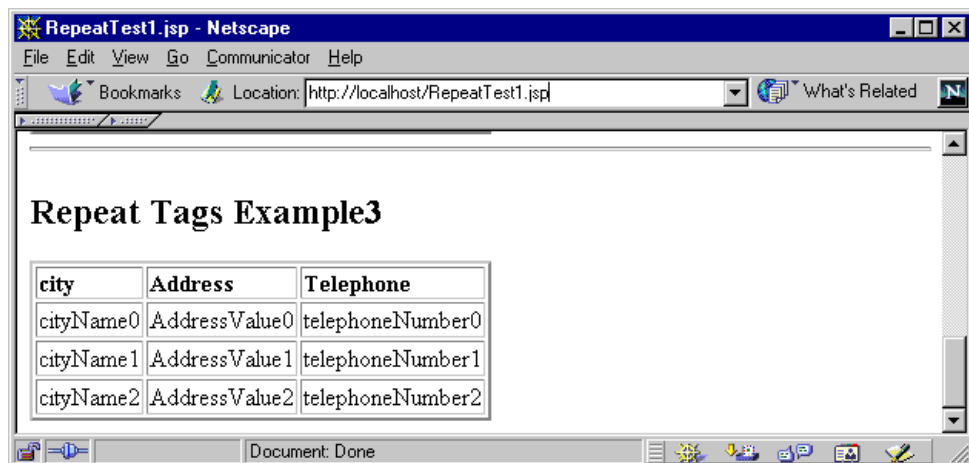 RepeatTest1.jsp - Netscape
File Edit View Go Communicator Help
Bookmarks Location: http://localhost/RepeatTest1.jsp What's Related N
Repeat Tags Example3
city Address Telephone
cityName0 AddressValue0 telephoneNumber0
cityName1 AddressValue1 telephoneNumber1
cityName2 AddressValue2 telephoneNumber2
Document: Done